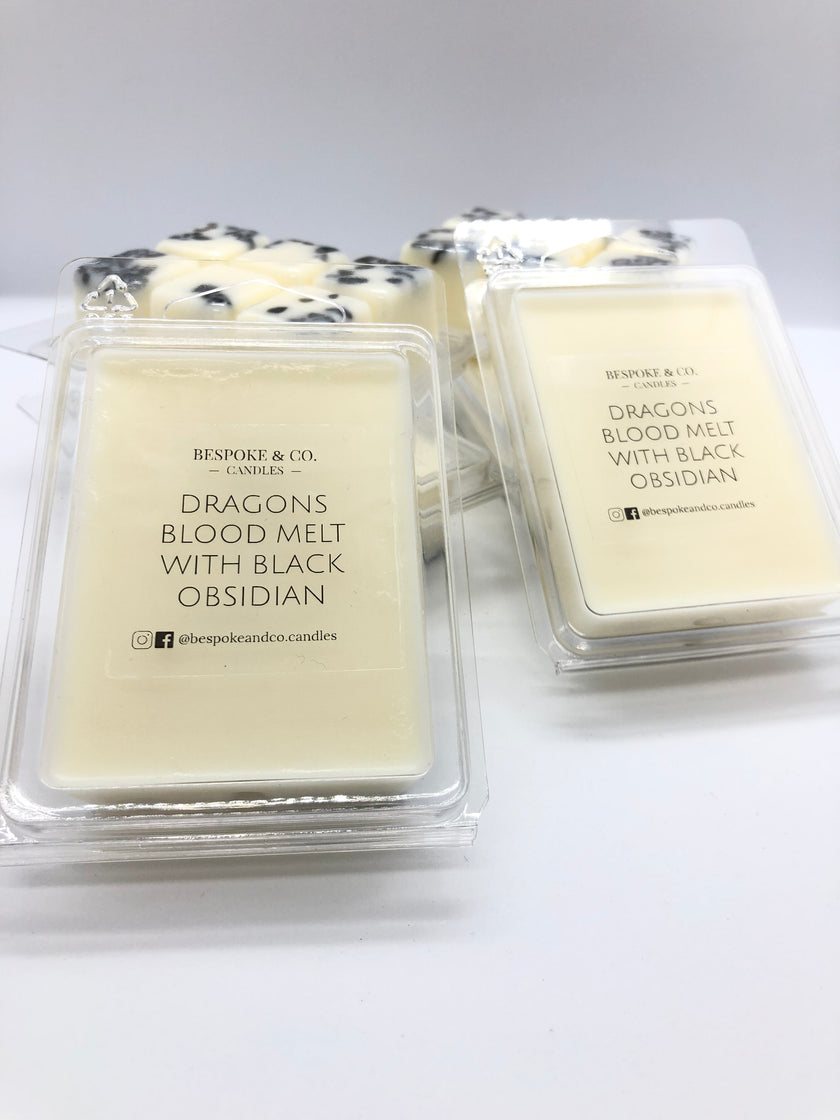 BESPOKE & CO.
— CANDLES —
DRAGONS
BLOOD MELT
WITH BLACK
OBSIDIAN
@bespokeandco.candles
BESPOKE & CO.
— CANDLES —
DRAGONS
BLOOD MELT
WITH BLACK
OBSIDIAN
@bespokeandco.candles
1